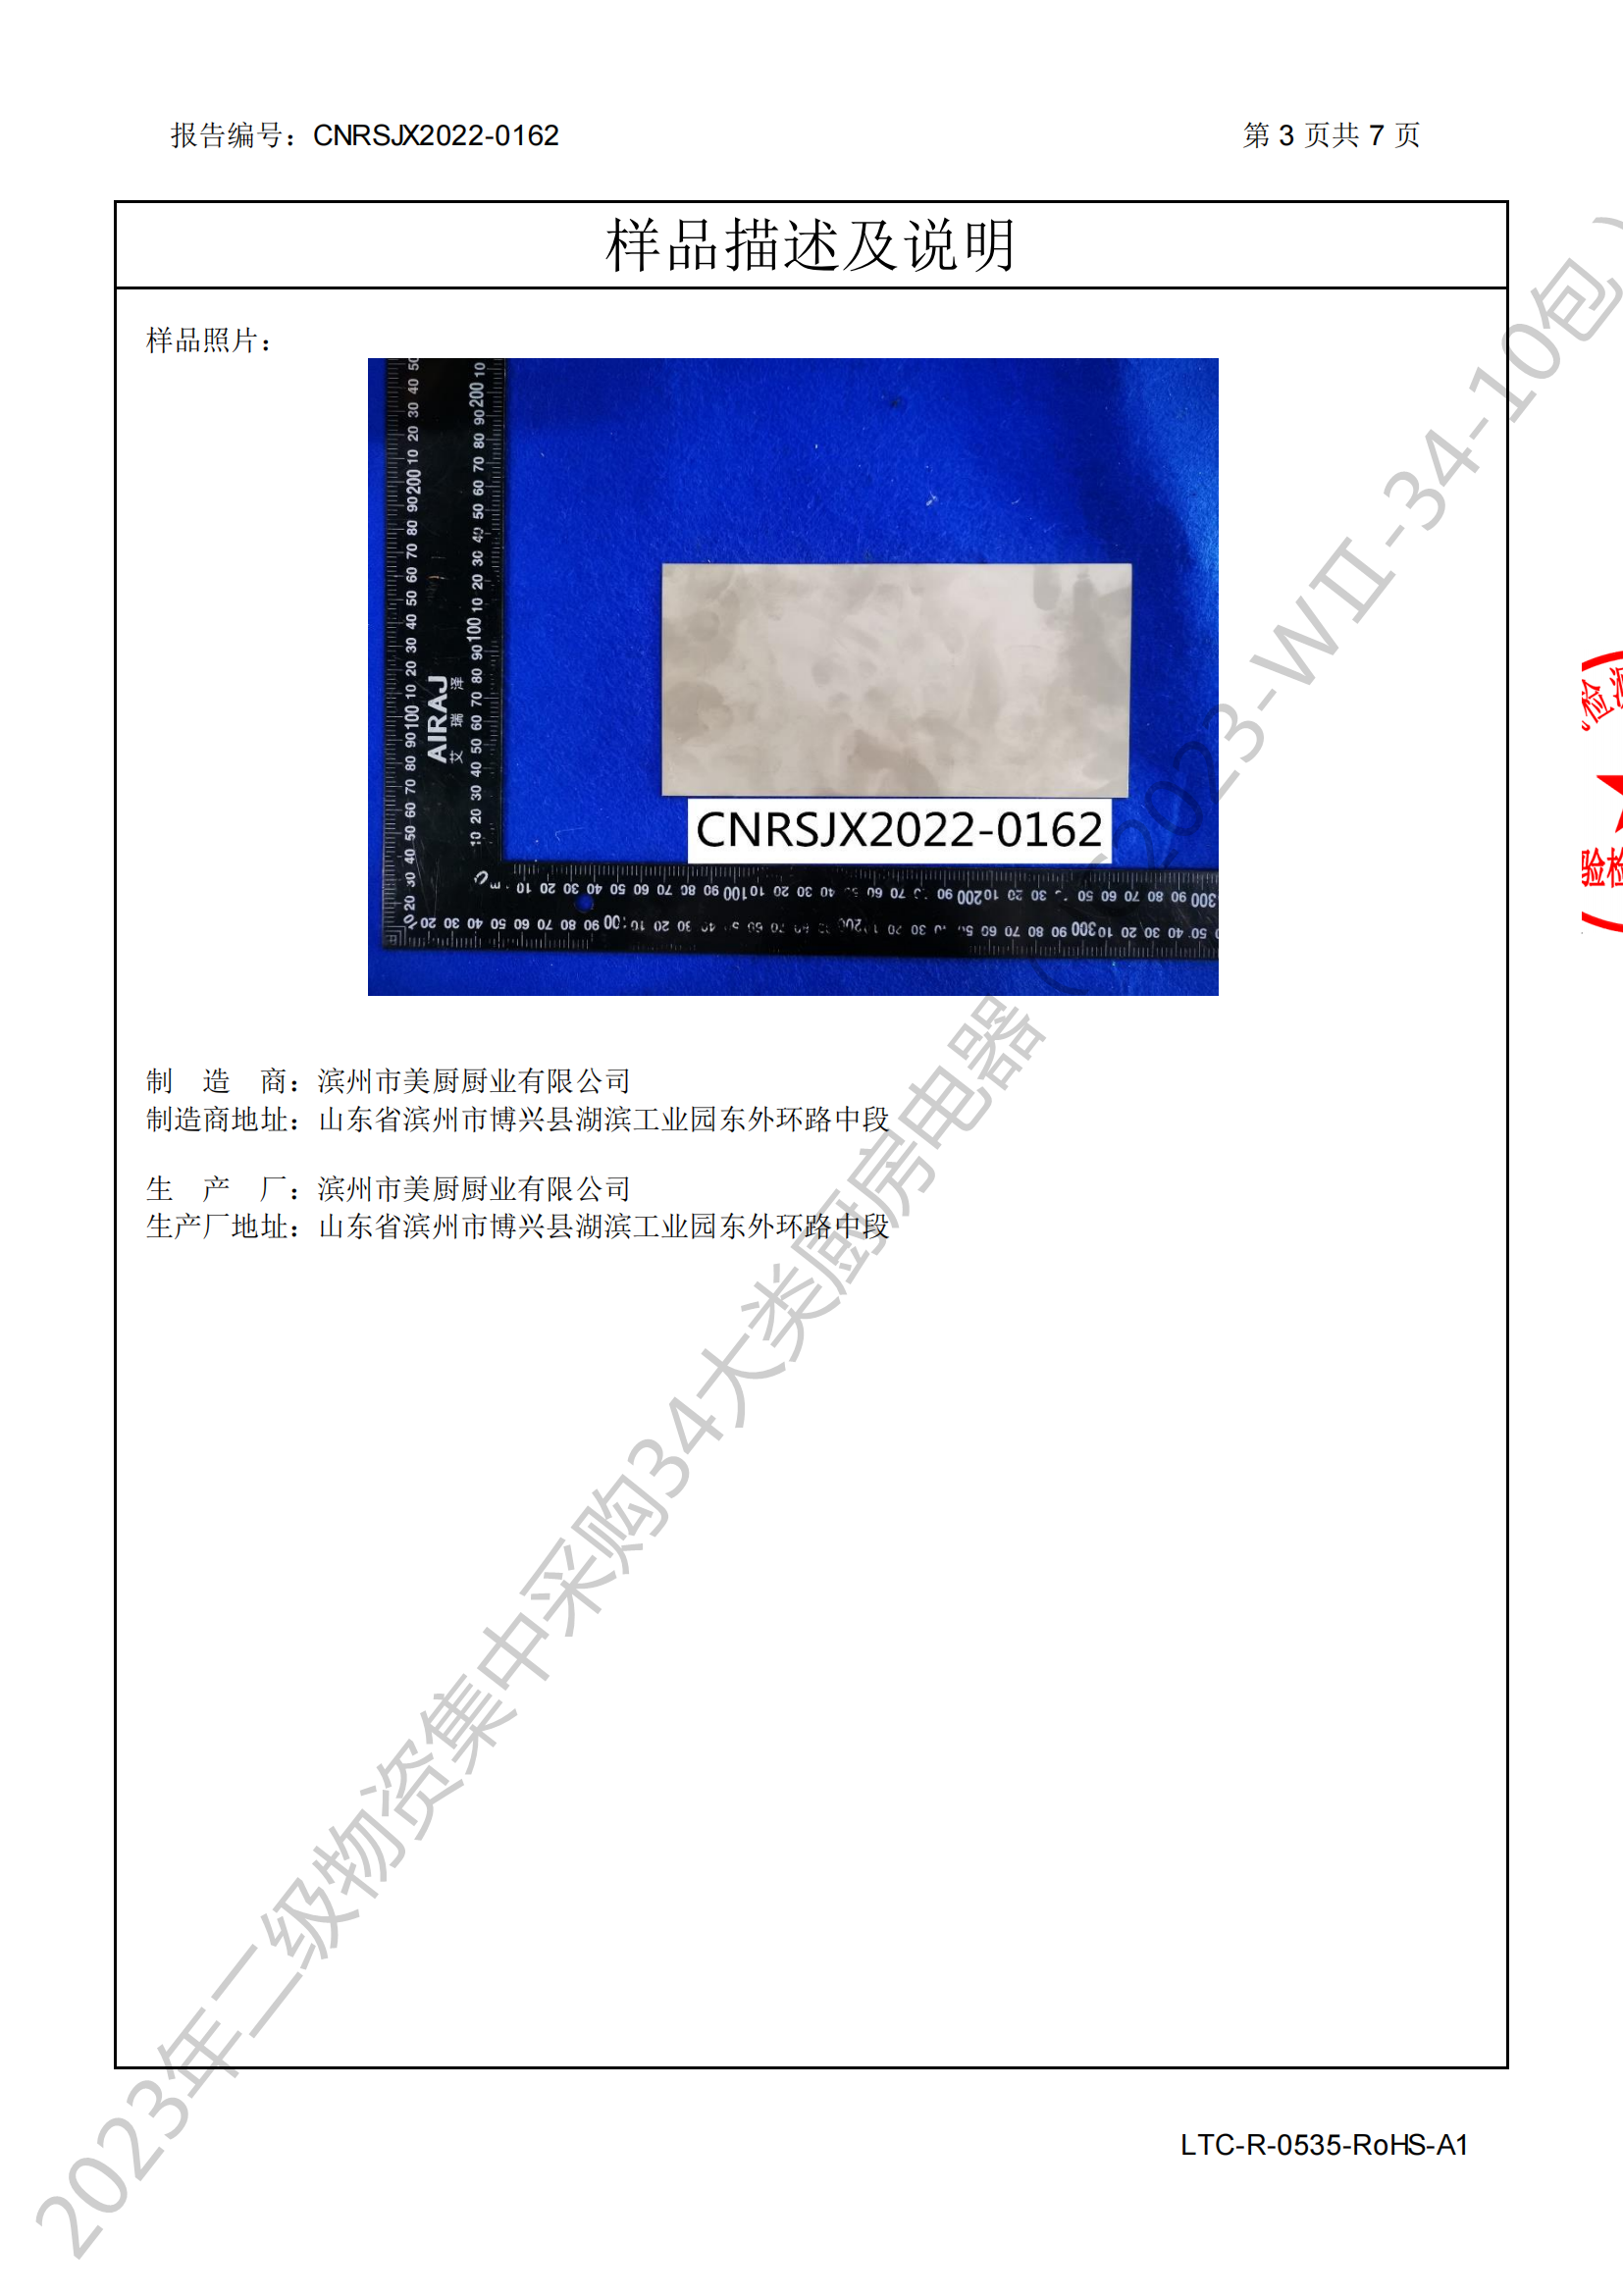 报告编号：CNRSJX2022-0162
第 3 页共 7 页
样品描述及说明
样品照片：
AIRAJ
艾瑞泽
CNRSJX2022-0162
制　造　商：滨州市美厨厨业有限公司
制造商地址：山东省滨州市博兴县湖滨工业园东外环路中段
生　产　厂：滨州市美厨厨业有限公司
生产厂地址：山东省滨州市博兴县湖滨工业园东外环路中段
2023年二级物资集中采购34大类厨房电器
2023-WⅡ-34-10包）
LTC-R-0535-RoHS-A1